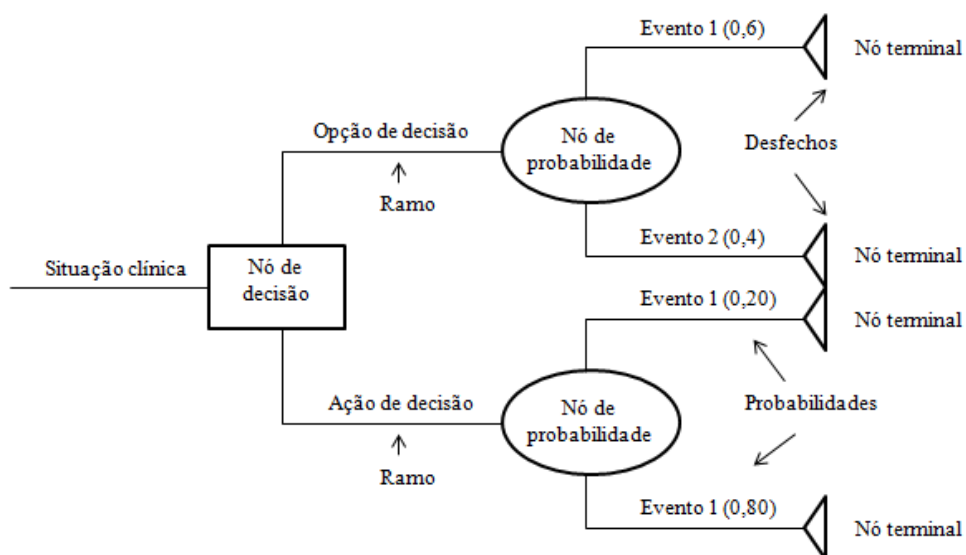 Evento 1 (0,6)
Nó terminal
Opção de decisão
Nó de
probabilidade
Desfechos
Ramo
Evento 2 (0,4)
Nó terminal
Situação clínica
Nó de
decisão
Evento 1 (0,20)
Nó terminal
Ação de decisão
Nó de
probabilidade
Probabilidades
Ramo
Evento 1 (0,80)
Nó terminal